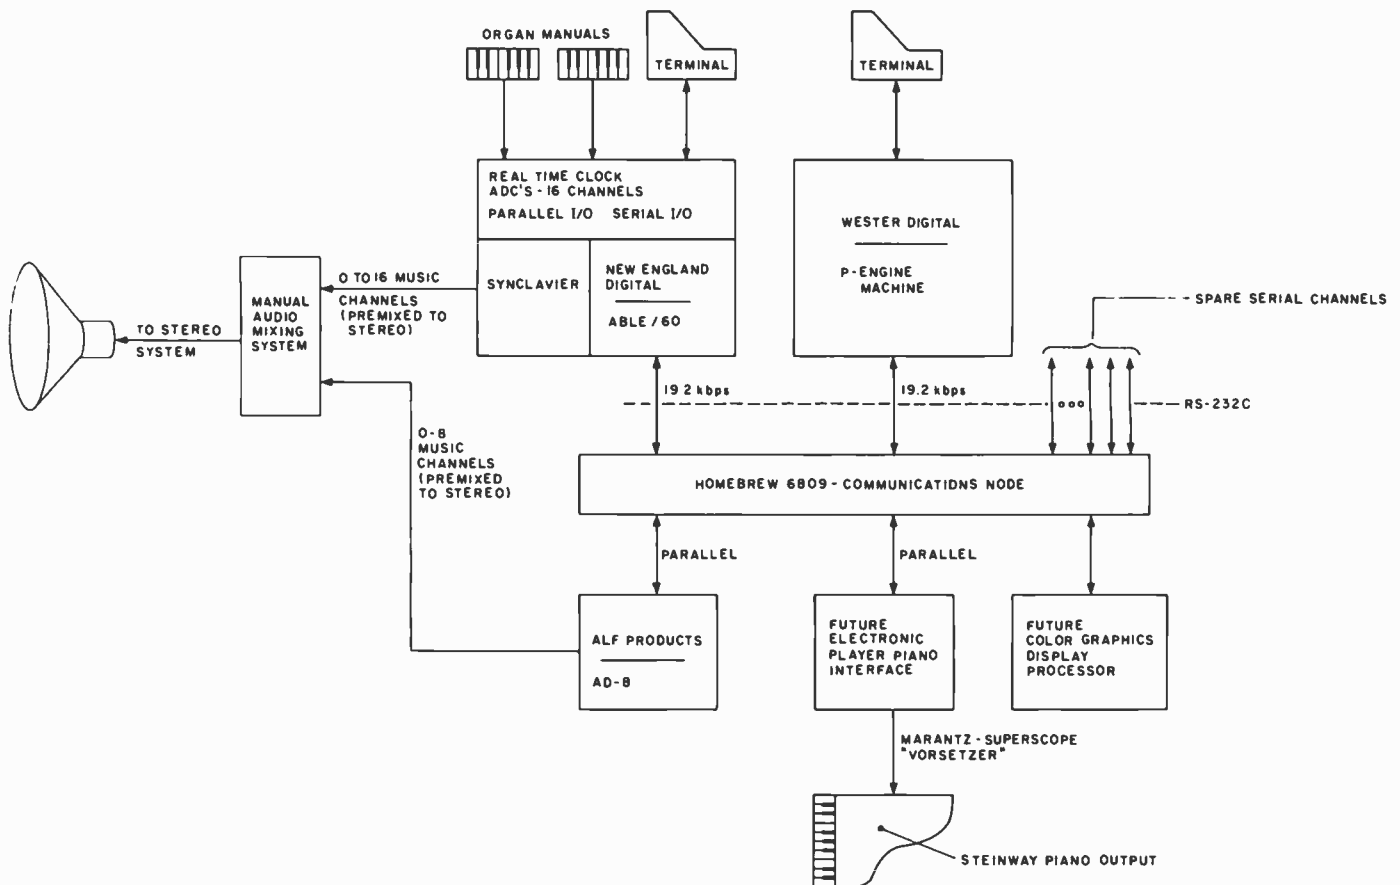 ORGAN MANUALS
TERMINAL
TERMINAL
REAL TIME CLOCK
ADC'S - 16 CHANNELS
PARALLEL I/O SERIAL I/O
SYNCLAVIER
NEW ENGLAND
DIGITAL
ABLE / 60
WESTER DIGITAL
P-ENGINE
MACHINE
0 TO 16 MUSIC
CHANNELS
(PREMIXED TO
STEREO)
MANUAL
AUDIO
MIXING
SYSTEM
TO STEREO
SYSTEM
SPARE SERIAL CHANNELS
19.2 kbps
19.2 kbps
RS-232C
0-8
MUSIC
CHANNELS
(PREMIXED
TO STEREO)
HOMEBREW 6809 - COMMUNICATIONS NODE
PARALLEL
PARALLEL
ALF PRODUCTS
AD-8
FUTURE
ELECTRONIC
PLAYER PIANO
INTERFACE
FUTURE
COLOR GRAPHICS
DISPLAY
PROCESSOR
MARANTZ - SUPERSCOPE
"VORSETZER"
STEINWAY PIANO OUTPUT